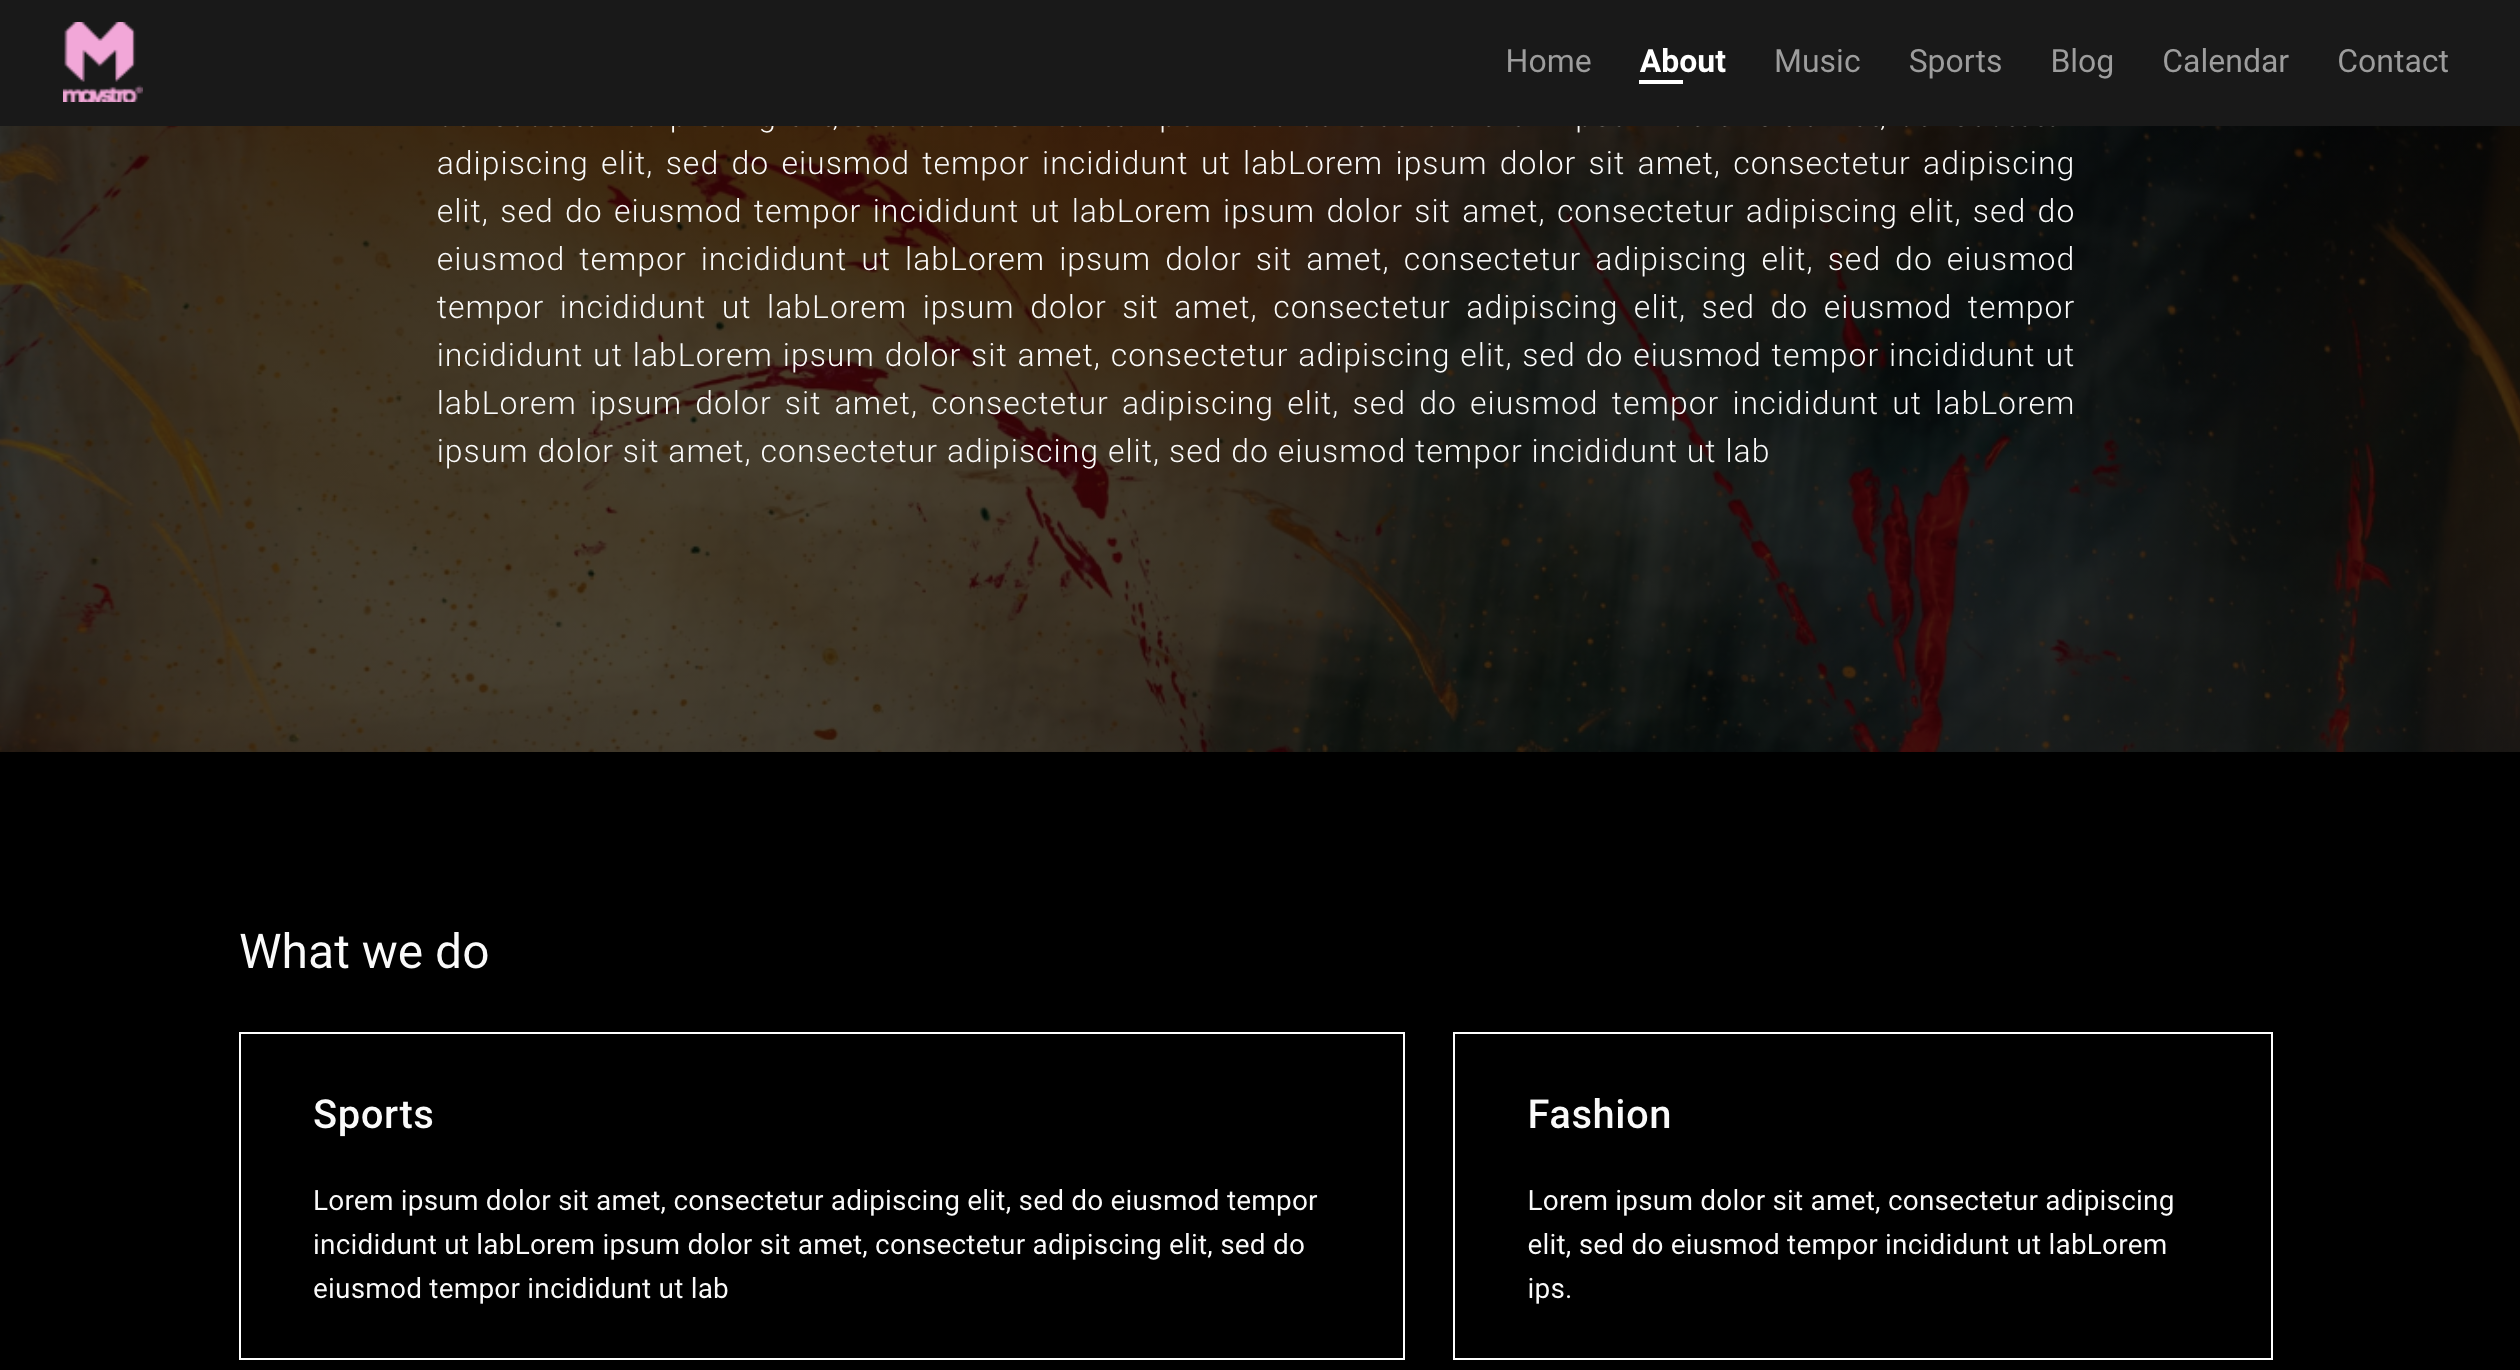 Home About Music Sports Blog Calendar Contact
adipiscing elit, sed do eiusmod tempor incididunt ut labLorem ipsum dolor sit amet, consectetur adipiscing
elit, sed do eiusmod tempor incididunt ut labLorem ipsum dolor sit amet, consectetur adipiscing elit, sed do
eiusmod tempor incididunt ut labLorem ipsum dolor sit amet, consectetur adipiscing elit, sed do eiusmod
tempor incididunt ut labLorem ipsum dolor sit amet, consectetur adipiscing elit, sed do eiusmod tempor
incididunt ut labLorem ipsum dolor sit amet, consectetur adipiscing elit, sed do eiusmod tempor incididunt ut
labLorem ipsum dolor sit amet, consectetur adipiscing elit, sed do eiusmod tempor incididunt ut labLorem
ipsum dolor sit amet, consectetur adipiscing elit, sed do eiusmod tempor incididunt ut lab
What we do
Sports
Lorem ipsum dolor sit amet, consectetur adipiscing elit, sed do eiusmod tempor
incididunt ut labLorem ipsum dolor sit amet, consectetur adipiscing elit, sed do
eiusmod tempor incididunt ut lab
Fashion
Lorem ipsum dolor sit amet, consectetur adipiscing
elit, sed do eiusmod tempor incididunt ut labLorem
ips.